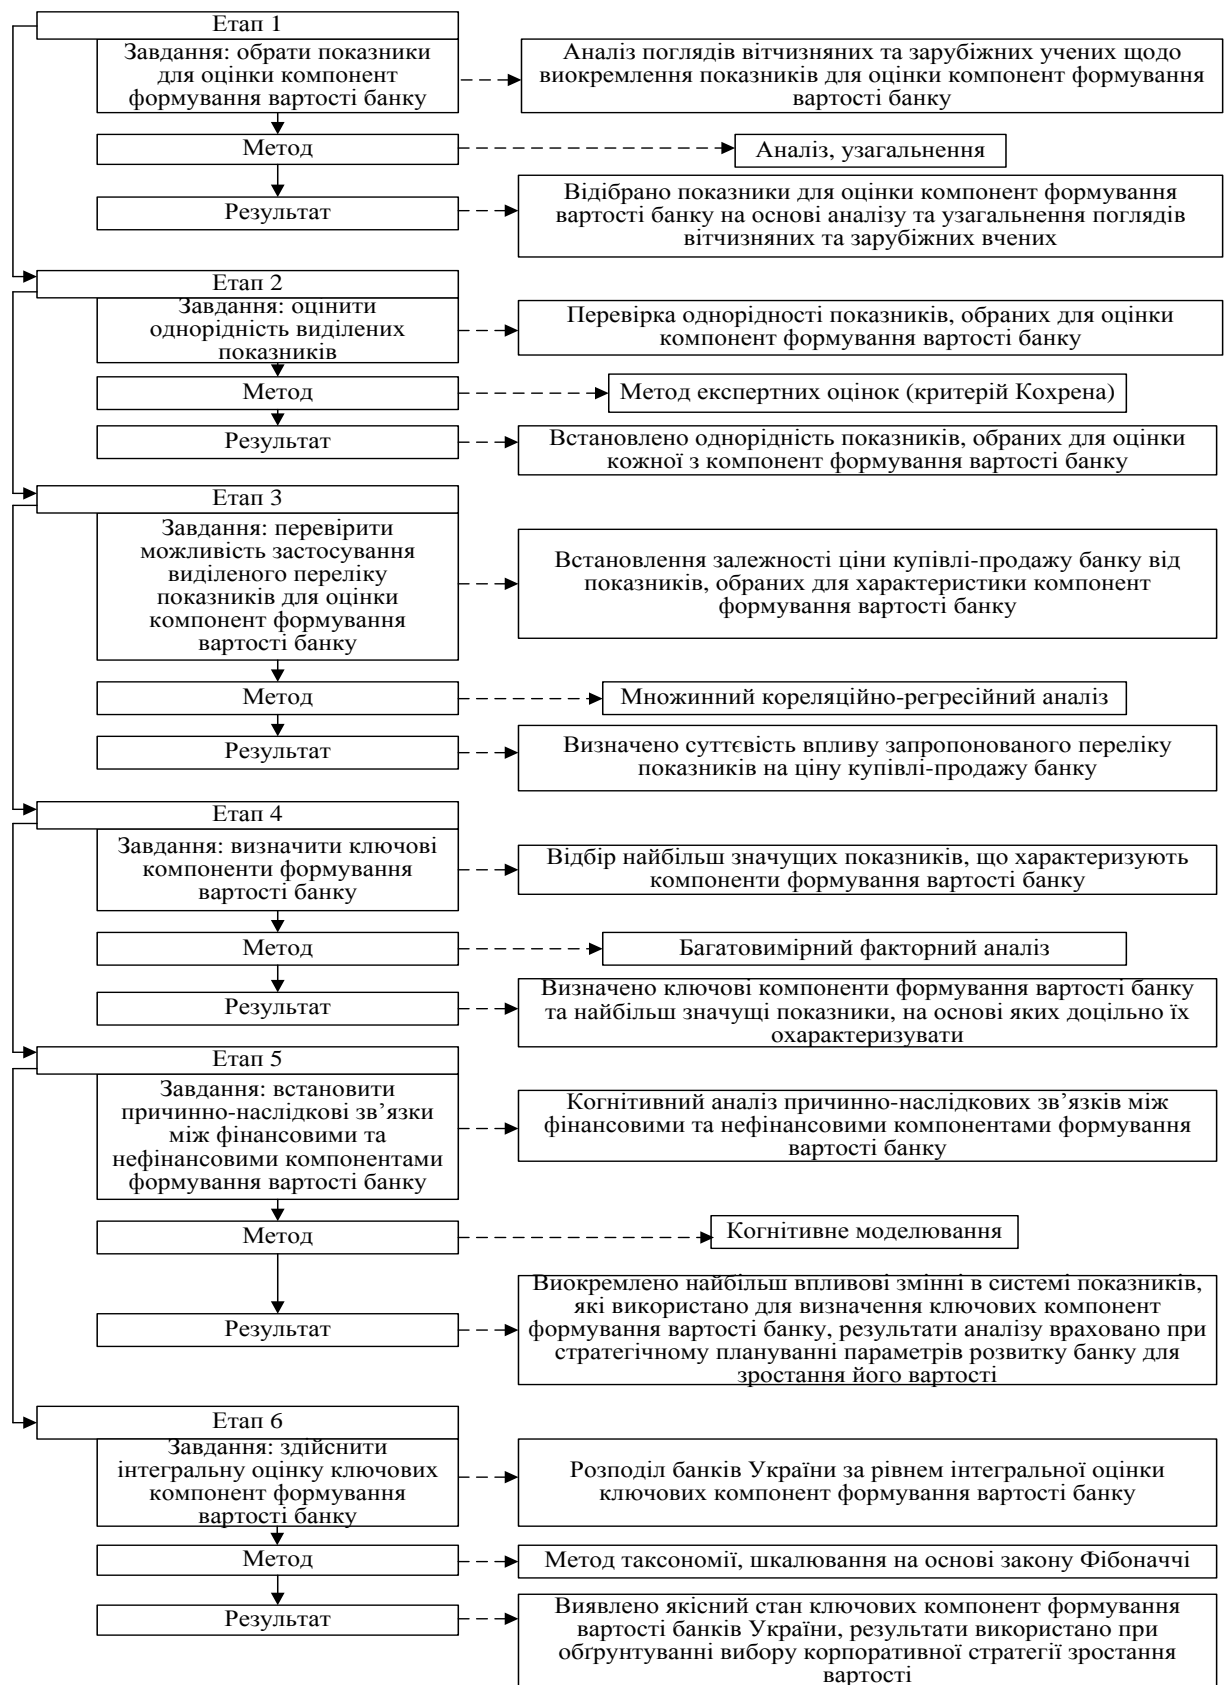 Етап 1
Завдання: обрати показники
для оцінки компонент
формування вартості банку
Аналіз поглядів вітчизняних та зарубіжних учених щодо
виокремлення показників для оцінки компонент формування
вартості банку
Метод
Аналіз, узагальнення
Результат
Відібрано показники для оцінки компонент формування
вартості банку на основі аналізу та узагальнення поглядів
вітчизняних та зарубіжних вчених
Етап 2
Завдання: оцінити
однорідність виділених
показників
Перевірка однорідності показників, обраних для оцінки
компонент формування вартості банку
Метод
Метод експертних оцінок (критерій Кохрена)
Результат
Встановлено однорідність показників, обраних для оцінки
кожної з компонент формування вартості банку
Етап 3
Завдання: перевірити
можливість застосування
виділеного переліку
показників для оцінки
компонент формування
вартості банку
Встановлення залежності ціни купівлі-продажу банку від
показників, обраних для характеристики компонент
формування вартості банку
Метод
Множинний кореляційно-регресійний аналіз
Результат
Визначено суттєвість впливу запропонованого переліку
показників на ціну купівлі-продажу банку
Етап 4
Завдання: визначити ключові
компоненти формування
вартості банку
Відбір найбільш значущих показників, що характеризують
компоненти формування вартості банку
Метод
Багатовимірний факторний аналіз
Результат
Визначено ключові компоненти формування вартості банку
та найбільш значущі показники, на основі яких доцільно їх
охарактеризувати
Етап 5
Завдання: встановити
причинно-наслідкові зв’язки
між фінансовими та
нефінансовими компонентами
формування вартості банку
Когнітивний аналіз причинно-наслідкових зв’язків між
фінансовими та нефінансовими компонентами формування
вартості банку
Метод
Когнітивне моделювання
Результат
Виокремлено найбільш впливові змінні в системі показників,
які використано для визначення ключових компонент
формування вартості банку, результати аналізу враховано при
стратегічному плануванні параметрів розвитку банку для
зростання його вартості
Етап 6
Завдання: здійснити
інтегральну оцінку ключових
компонент формування
вартості банку
Розподіл банків України за рівнем інтегральної оцінки
ключових компонент формування вартості банку
Метод
Метод таксономії, шкалювання на основі закону Фібоначчі
Результат
Виявлено якісний стан ключових компонент формування
вартості банків України, результати використано при
обґрунтуванні вибору корпоративної стратегії зростання
вартості